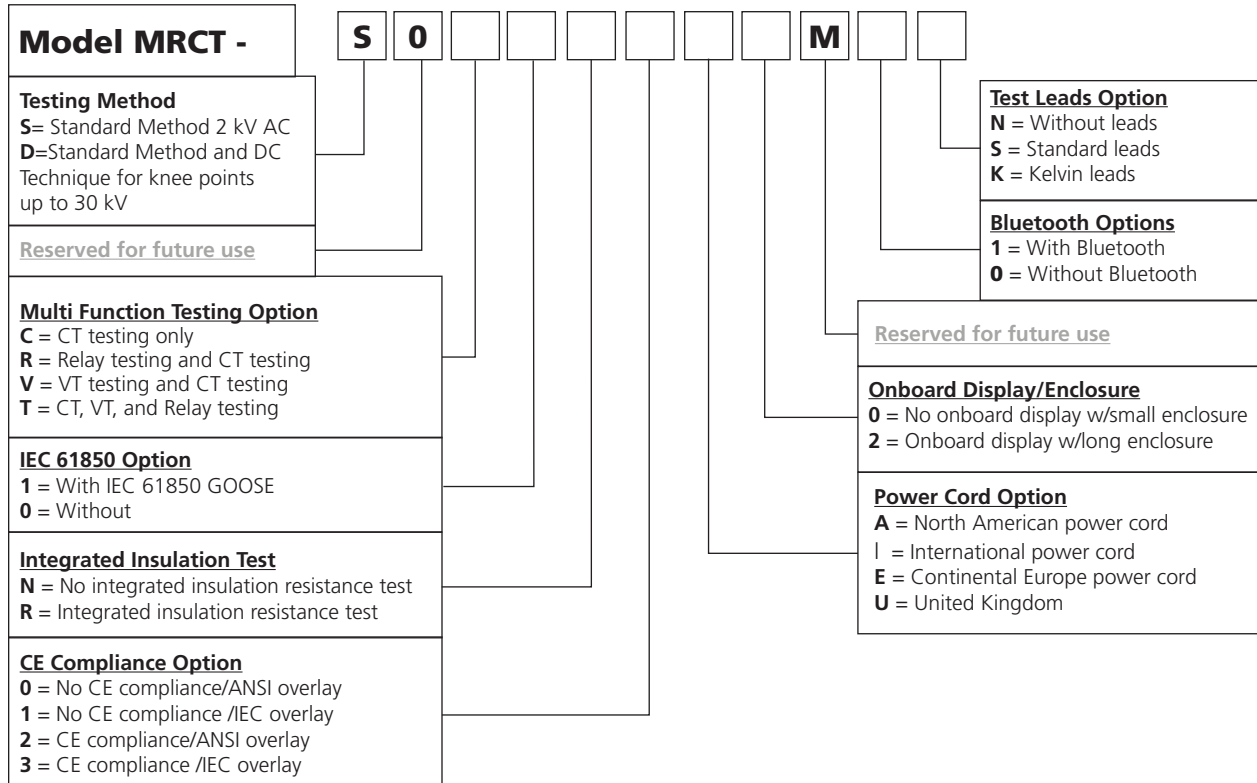 Model MRCT - S 0 M
Testing Method
S= Standard Method 2 kV AC
D=Standard Method and DC
Technique for knee points
up to 30 kV
Reserved for future use
Multi Function Testing Option
C = CT testing only
R = Relay testing and CT testing
V = VT testing and CT testing
T = CT, VT, and Relay testing
IEC 61850 Option
1 = With IEC 61850 GOOSE
0 = Without
Integrated Insulation Test
N = No integrated insulation resistance test
R = Integrated insulation resistance test
CE Compliance Option
0 = No CE compliance/ANSI overlay
1 = No CE compliance /IEC overlay
2 = CE compliance/ANSI overlay
3 = CE compliance /IEC overlay
Test Leads Option
N = Without leads
S = Standard leads
K = Kelvin leads
Bluetooth Options
1 = With Bluetooth
0 = Without Bluetooth
Reserved for future use
Onboard Display/Enclosure
0 = No onboard display w/small enclosure
2 = Onboard display w/long enclosure
Power Cord Option
A = North American power cord
I = International power cord
E = Continental Europe power cord
U = United Kingdom